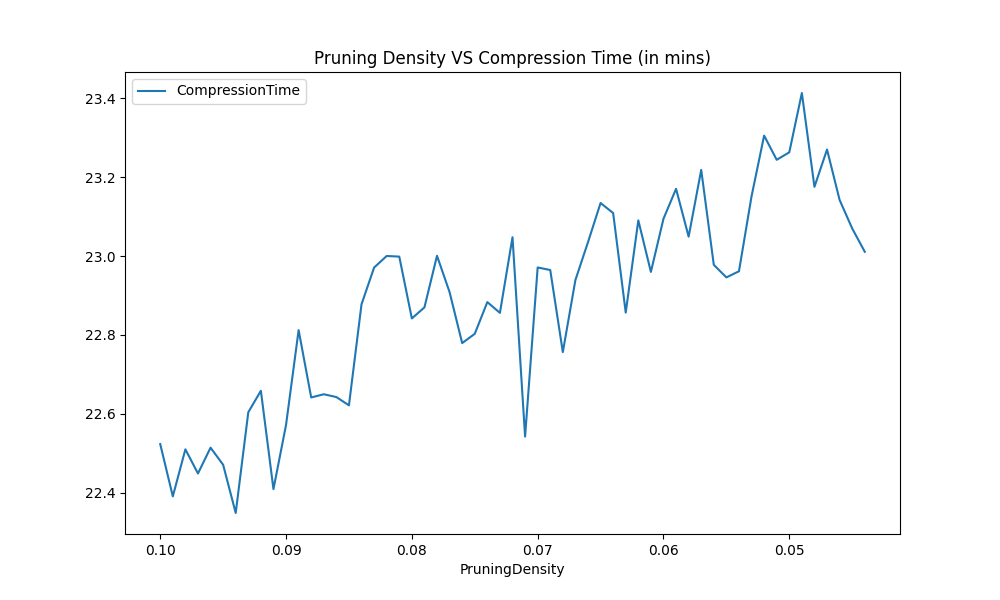 Pruning Density VS Compression Time (in mins)
CompressionTime
23.4
23.2
23.0
22.8
22.6
22.4
0.10 0.09 0.08 0.07 0.06 0.05
PruningDensity